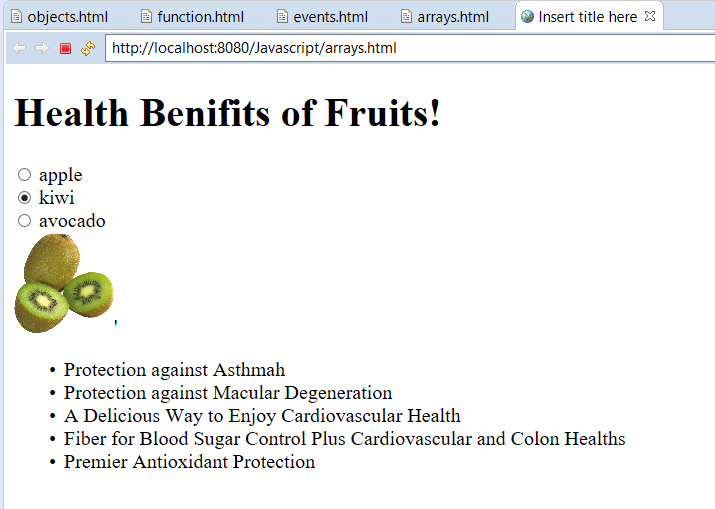 objects.html function.html events.html arrays.html Insert title here
http://localhost:8080/Javascript/arrays.html
Health Benifits of Fruits!
apple
kiwi
avocado
'
• Protection against Asthmah
• Protection against Macular Degeneration
• A Delicious Way to Enjoy Cardiovascular Health
• Fiber for Blood Sugar Control Plus Cardiovascular and Colon Healths
• Premier Antioxidant Protection